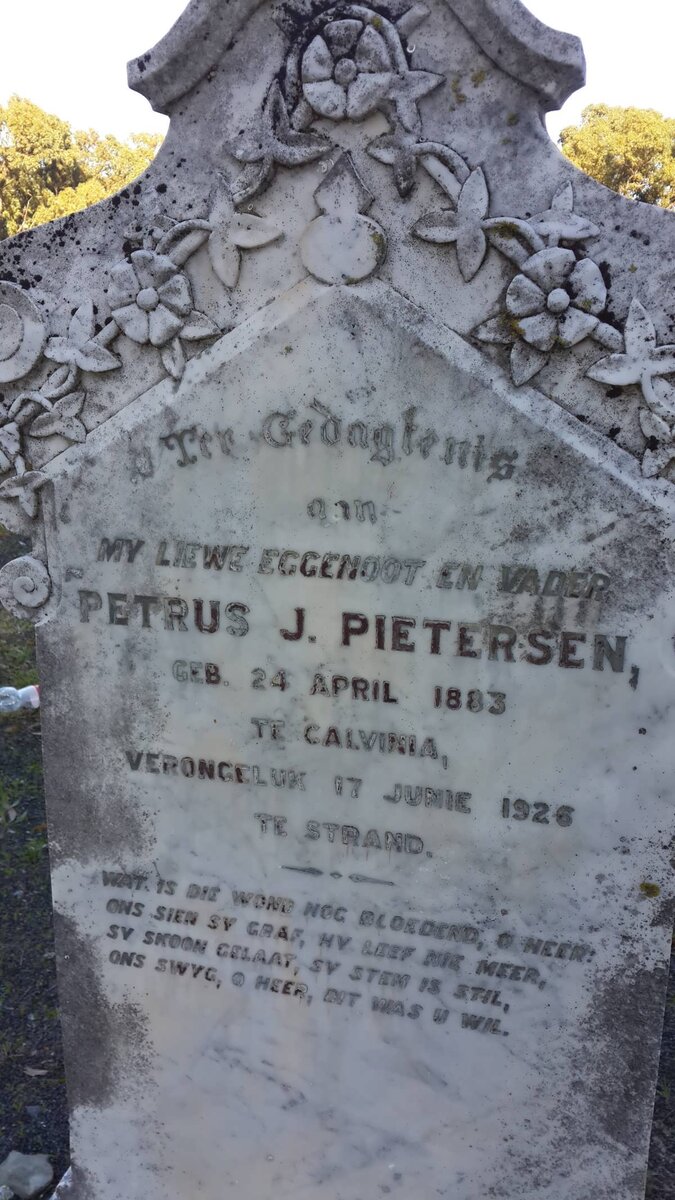 Ter Gedagtenis
aan
MY LIEWE EGGENOOT EN VADER
PETRUS J. PIETERSEN,
GEB. 24 APRIL 1883
TE CALVINIA,
VERONGELUK 17 JUNIE 1926
TE STRAND.
WAT IS DIE WOND NOG BLOEDEND, O HEER:
ONS SIEN SY GRAF, HY LEEF NIE MEER,
SY SKOON GELAAT, SY STEM IS STIL,
ONS SWYG, O HEER, DIT WAS U WIL.